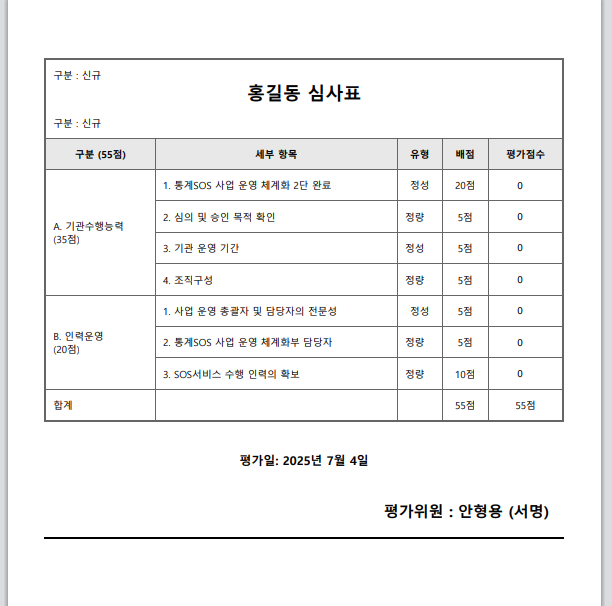 구분 : 신규
홍길동 심사표
구분 : 신규
구분 (55점) 세부 항목 유형 배점 평가점수
A. 기관수행능력
(35점)
1. 통계SOS 사업 운영 체계화 2단 완료 정성 20점 0
2. 심의 및 승인 목적 확인 정량 5점 0
3. 기관 운영 기간 정성 5점 0
4. 조직구성 정량 5점 0
B. 인력운영
(20점)
1. 사업 운영 총괄자 및 담당자의 전문성 정성 5점 0
2. 통계SOS 사업 운영 체계화부 담당자 정량 5점 0
3. SOS서비스 수행 인력의 확보 정량 10점 0
합계 55점 55점
평가일: 2025년 7월 4일
평가위원 : 안형용 (서명)